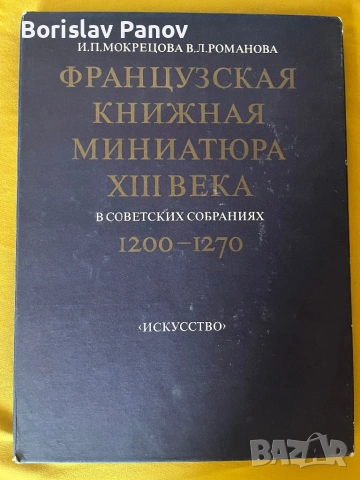 Borislav Panov
И.П.МОКРЕЦОВА В.Л.РОМАНОВА
ФРАНЦУЗСКАЯ
КНИЖНАЯ
МИНИАТЮРА
XIII ВЕКА
В СОВЕТСКИХ СОБРАНИЯХ
1200–1270
‹ИСКУССТВО›
BAZAR